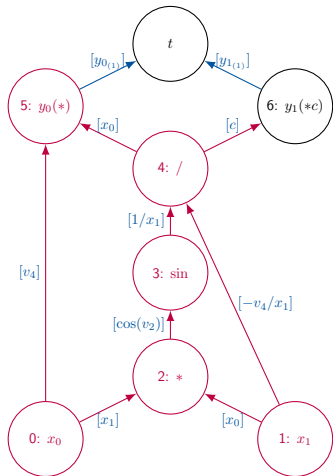 t
[y₀₍₁₎] [y₁₍₁₎]
5: y₀(*) 6: y₁(*c)
[x₀] [c]
4: /
[1/x₁]
[v₄] 3: sin [−v₄/x₁]
[cos(v₂)]
2: *
[x₁] [x₀]
0: x₀ 1: x₁